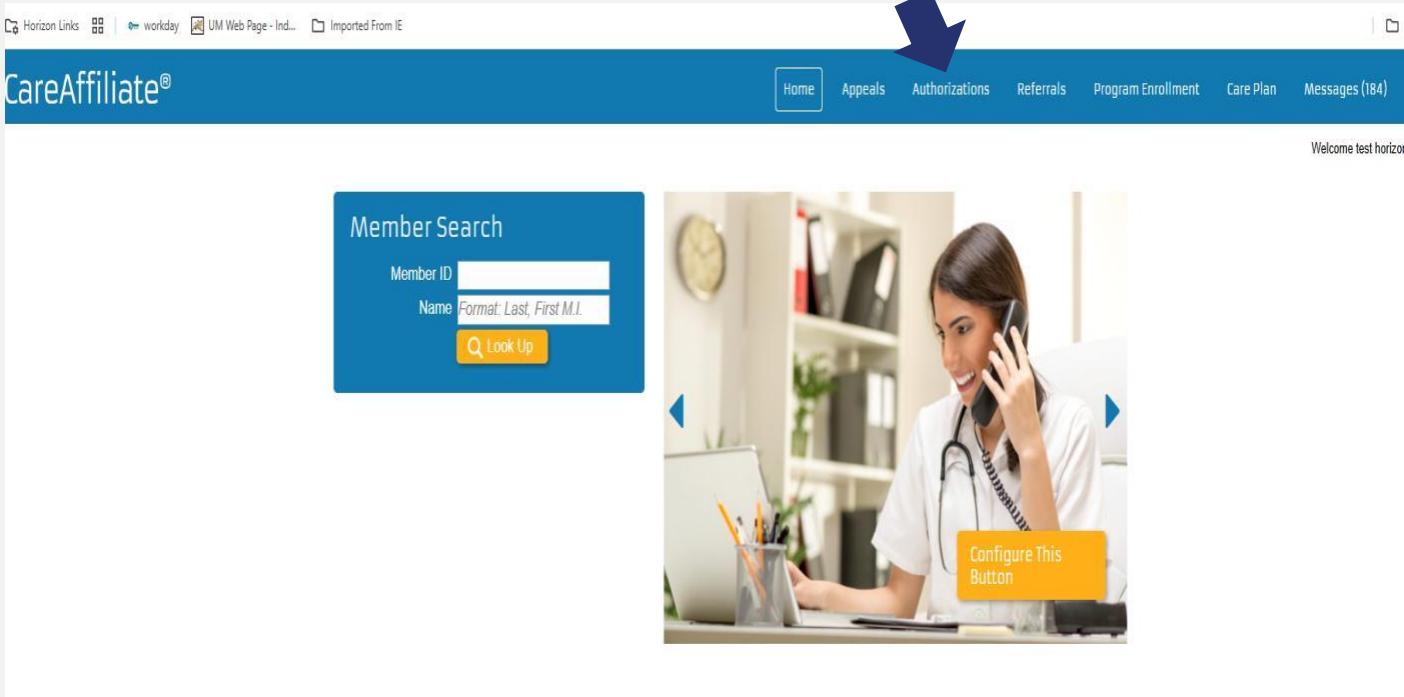 Horizon Links workday UM Web Page - Ind... Imported From IE
CareAffiliate®
Home Appeals Authorizations Referrals Program Enrollment Care Plan Messages (184)
Welcome test horizon
Member Search
Member ID
Name Format: Last, First M.I.
Look Up
Configure This
Button